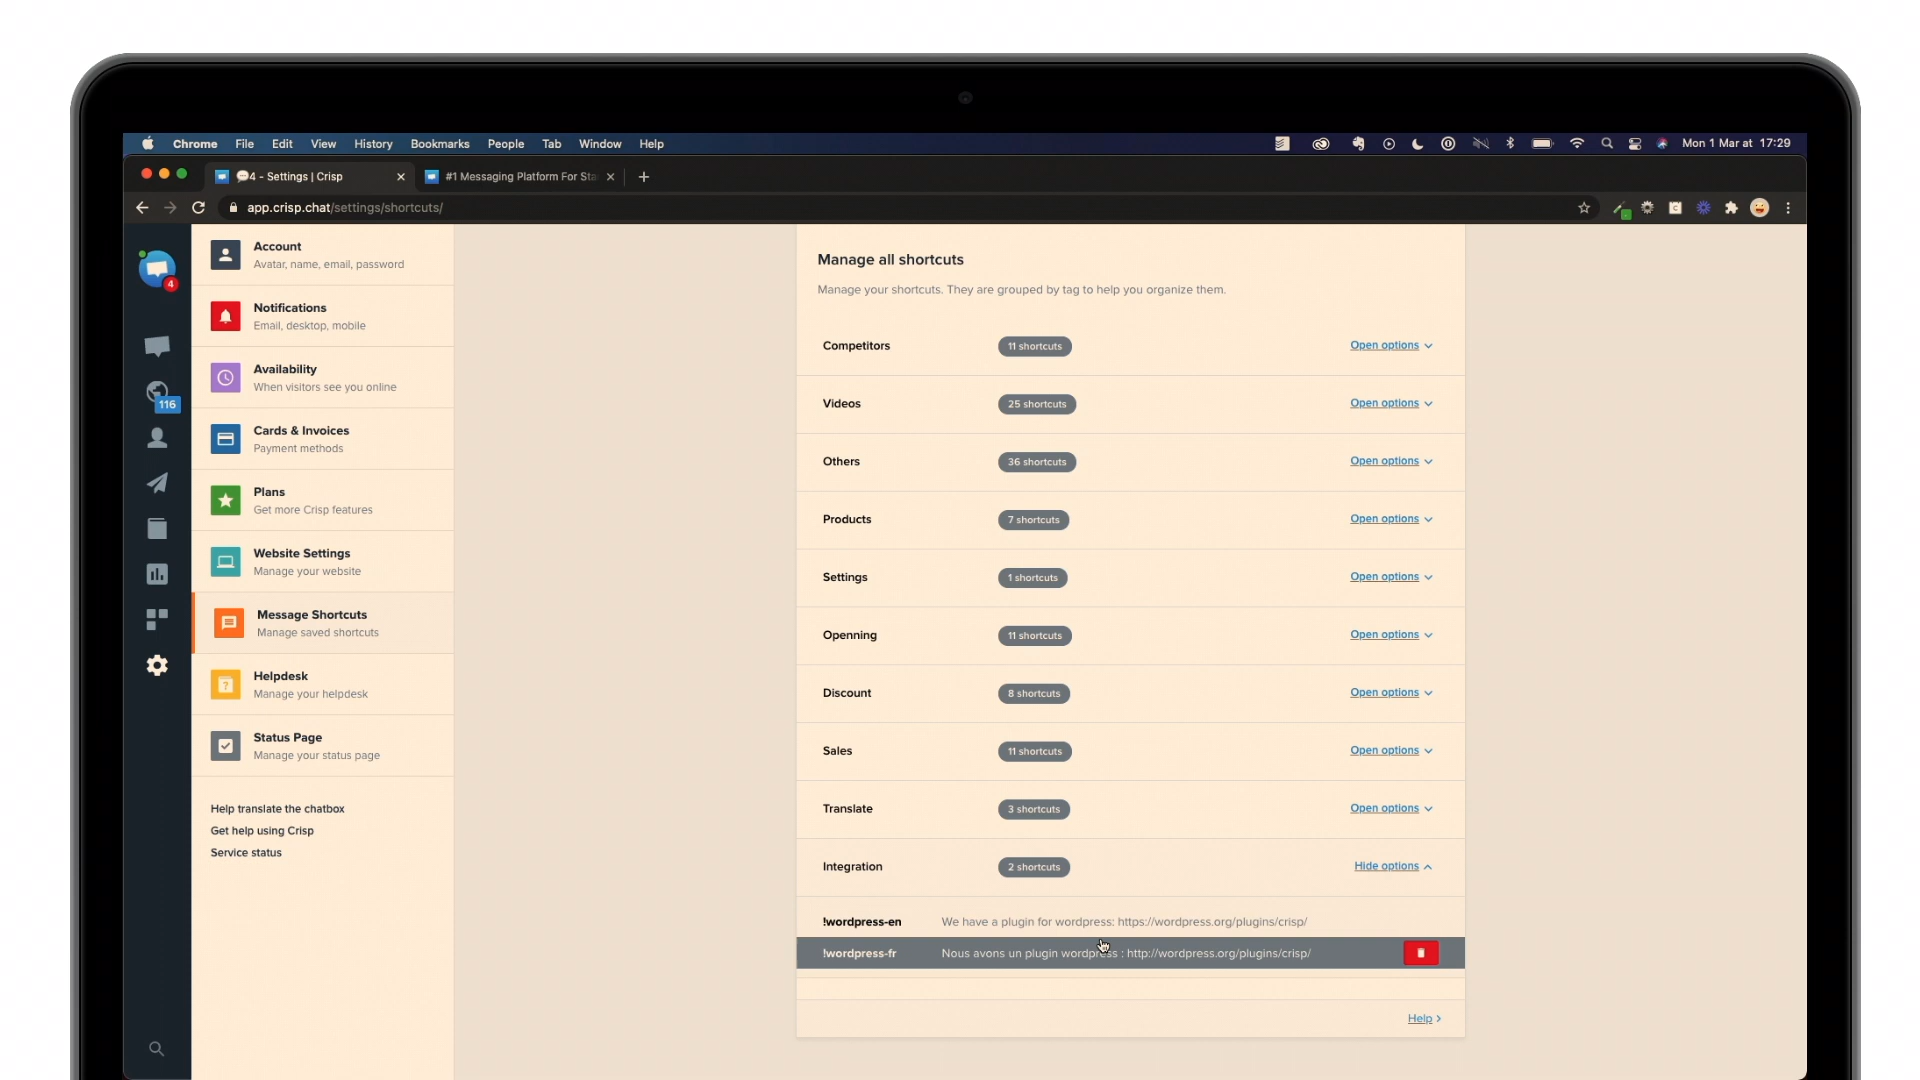 Chrome File Edit View History Bookmarks People Tab Window Help
Mon 1 Mar at 17:29
4 - Settings | Crisp
#1 Messaging Platform For Sta
app.crisp.chat/settings/shortcuts/
4
116
Account
Avatar, name, email, password
Notifications
Email, desktop, mobile
Availability
When visitors see you online
Cards & Invoices
Payment methods
Plans
Get more Crisp features
Website Settings
Manage your website
Message Shortcuts
Manage saved shortcuts
Helpdesk
Manage your helpdesk
Status Page
Manage your status page
Help translate the chatbox
Get help using Crisp
Service status
Manage all shortcuts
Manage your shortcuts. They are grouped by tag to help you organize them.
Competitors 11 shortcuts Open options
Videos 25 shortcuts Open options
Others 36 shortcuts Open options
Products 7 shortcuts Open options
Settings 1 shortcuts Open options
Openning 11 shortcuts Open options
Discount 8 shortcuts Open options
Sales 11 shortcuts Open options
Translate 3 shortcuts Open options
Integration 2 shortcuts Hide options
!wordpress-en We have a plugin for wordpress: https://wordpress.org/plugins/crisp/
!wordpress-fr Nous avons un plugin wordpress : http://wordpress.org/plugins/crisp/
Help